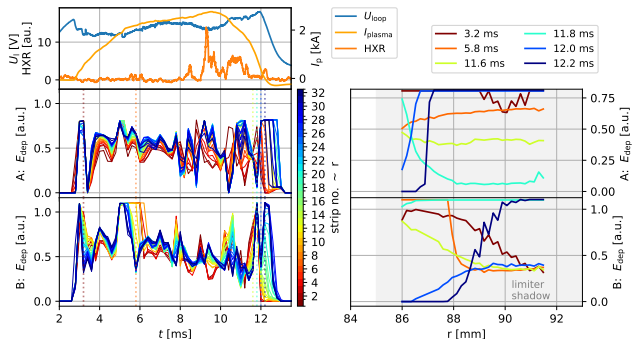 U_l [V]
HXR [au.]
10
0
2
0
I_p [kA]
U_loop
I_plasma
HXR
3.2 ms
5.8 ms
11.6 ms
11.8 ms
12.0 ms
12.2 ms
A: E_dep [a.u.]
1.0
0.5
0.0
B: E_dep [a.u.]
1.0
0.5
0.0
2 4 6 8 10 12
t [ms]
32
30
28
26
24
22
20
18
16
14
12
10
8
6
4
2
strip no. ~ r
0.75
0.50
0.25
0.00
A: E_dep [a.u.]
1.0
0.5
0.0
B: E_dep [a.u.]
limiter
shadow
84 86 88 90 92
r [mm]